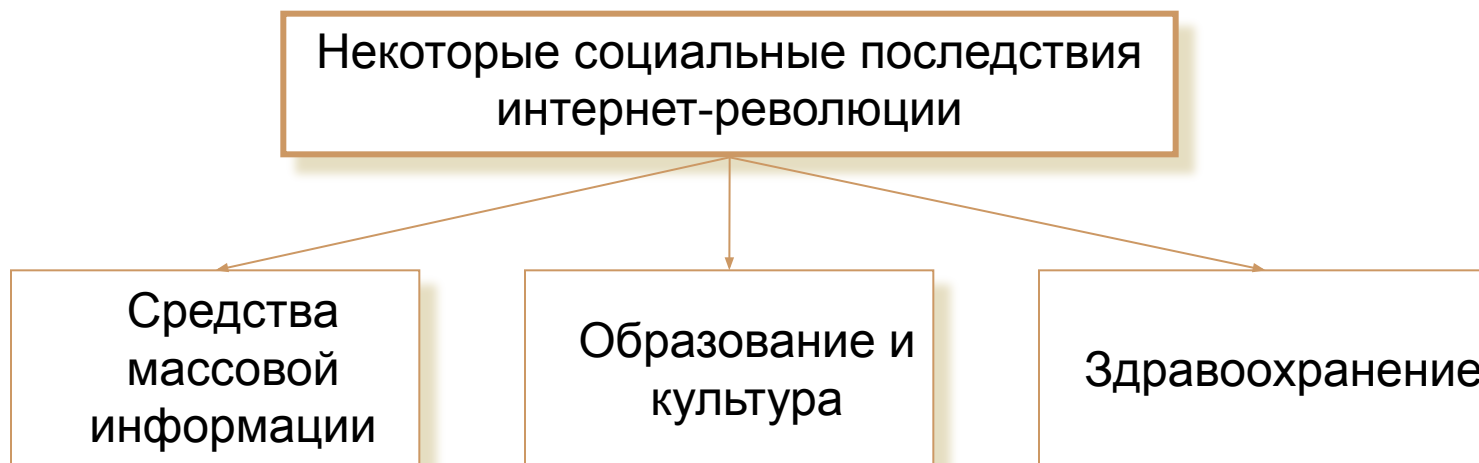 Некоторые социальные последствия
интернет-революции
Средства
массовой
информации
Образование и
культура
Здравоохранение